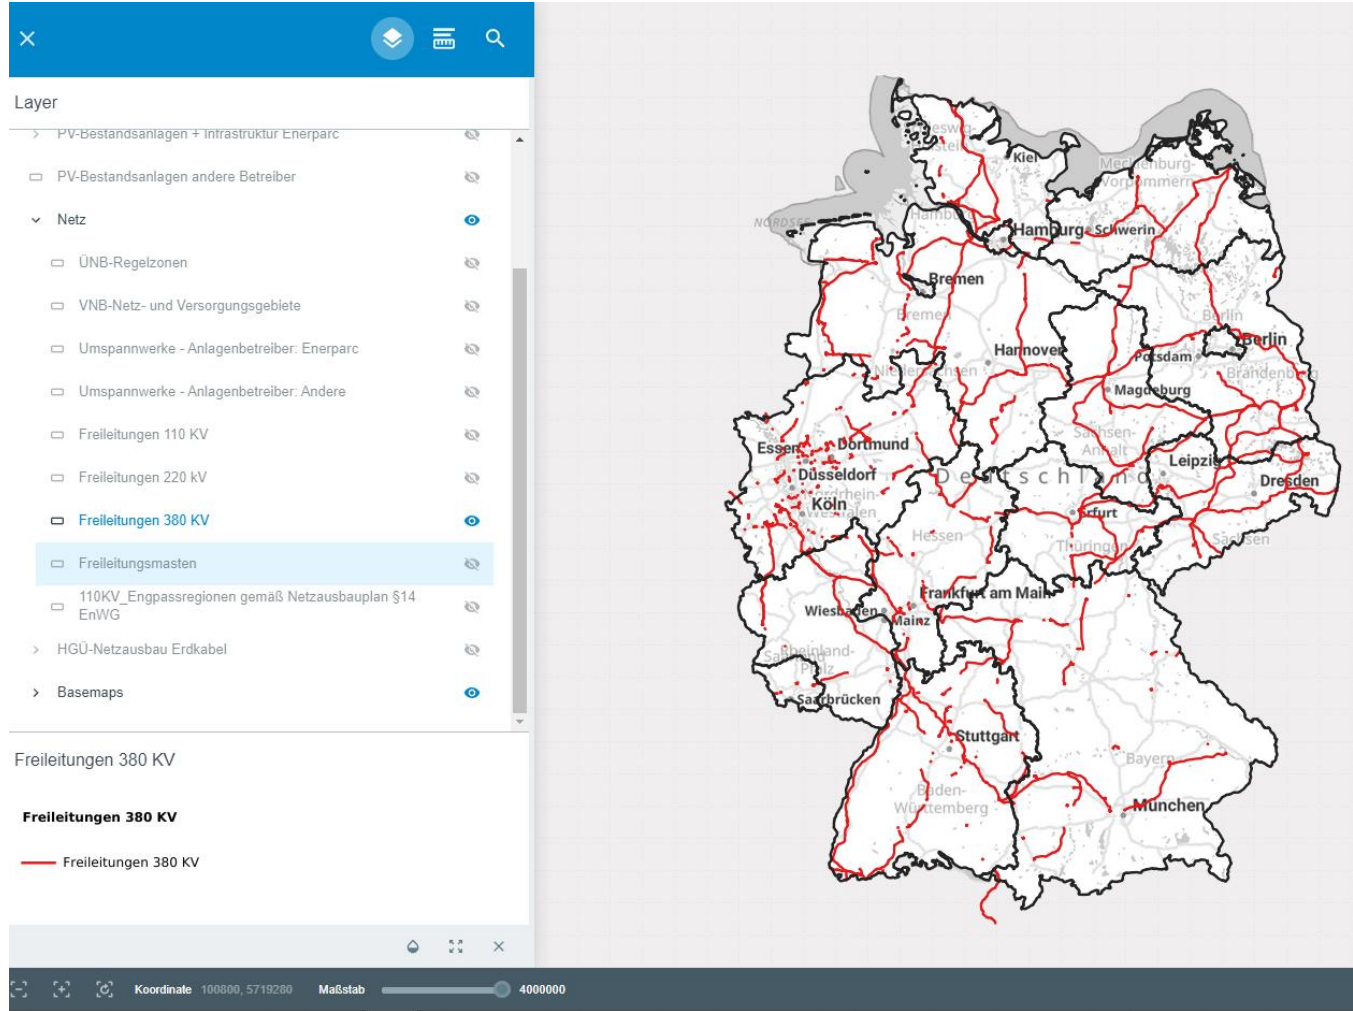 Layer
PV-Bestandsanlagen + Infrastruktur Enerparc
PV-Bestandsanlagen andere Betreiber
Netz
ÜNB-Regelzonen
VNB-Netz- und Versorgungsgebiete
Umspannwerke - Anlagenbetreiber: Enerparc
Umspannwerke - Anlagenbetreiber: Andere
Freileitungen 110 KV
Freileitungen 220 kV
Freileitungen 380 KV
Freileitungsmasten
110KV_Engpassregionen gemäß Netzausbauplan §14
EnWG
HGÜ-Netzausbau Erdkabel
Basemaps
Freileitungen 380 KV
Freileitungen 380 KV
Freileitungen 380 KV
Koordinate 100800, 5719280 Maßstab 4000000
Kiel
Mecklenburg-
Vorpommern
NORDSEE
Hamburg
Hamburg
Schwerin
Bremen
Bremen
Berlin
Berlin
Hannover
Potsdam
Niedersachsen
Brandenburg
Magdeburg
Sachsen-
Anhalt
Essen
Dortmund
Leipzig
Düsseldorf
Deutschland
Dresden
Nordrhein-
Westfalen
Köln
Erfurt
Hessen
Thüringen
Sachsen
Frankfurt am Main
Wiesbaden
Mainz
Rheinland-
Pfalz
Saarland
Saarbrücken
Stuttgart
Bayern
Baden-
Württemberg
München